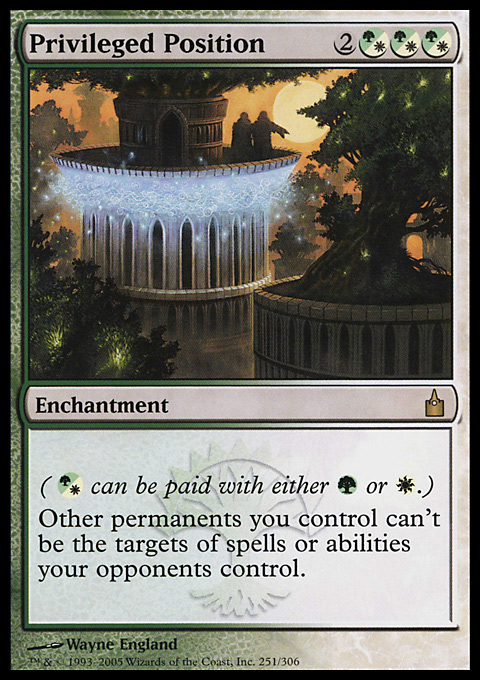 Privileged Position 2
Enchantment
( can be paid with either or .)
Other permanents you control can't
be the targets of spells or abilities
your opponents control.
Wayne England
™ & © 1993–2005 Wizards of the Coast, Inc. 251/306